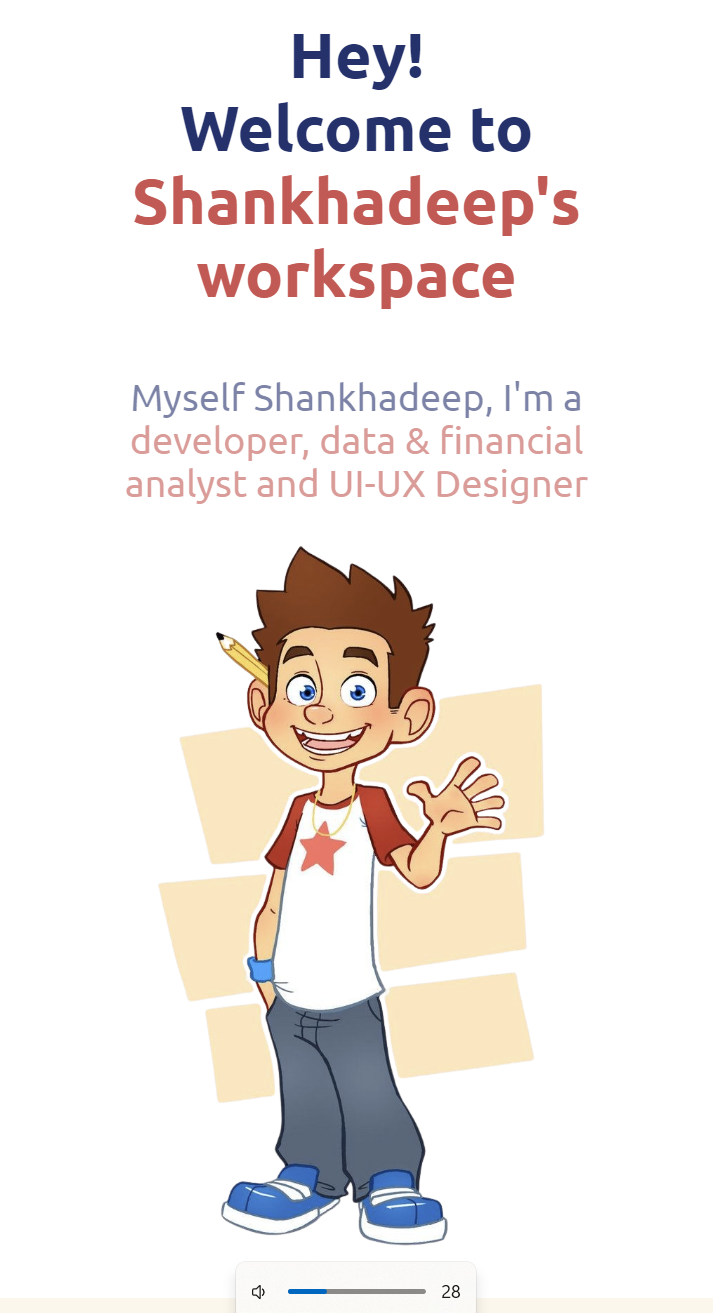 Hey!
Welcome to
Shankhadeep's
workspace
Myself Shankhadeep, I'm a
developer, data & financial
analyst and UI-UX Designer
28